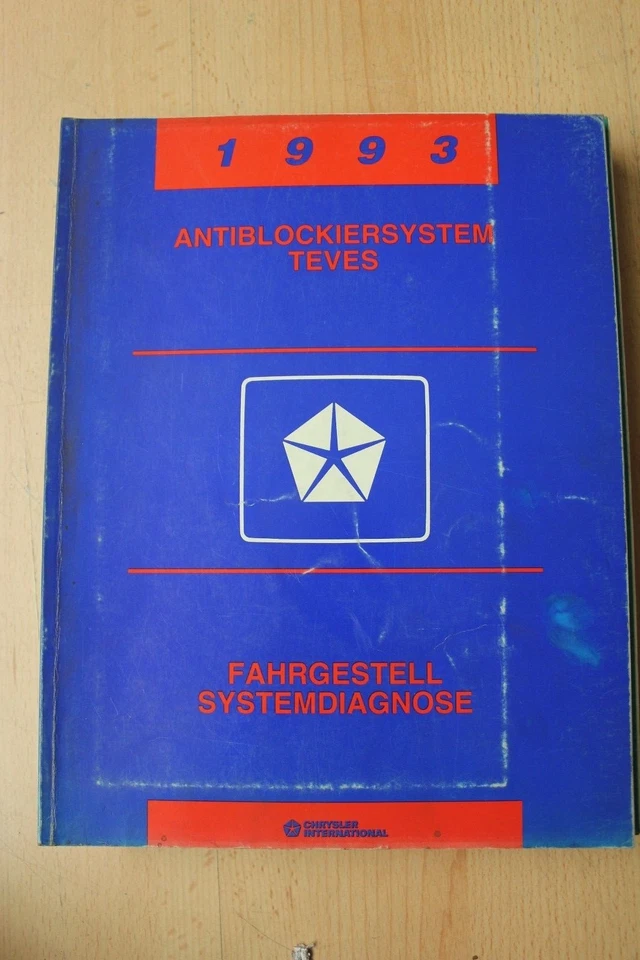 1993
ANTIBLOCKIERSYSTEM
TEVES
FAHRGESTELL
SYSTEMDIAGNOSE
CHRYSLER
INTERNATIONAL